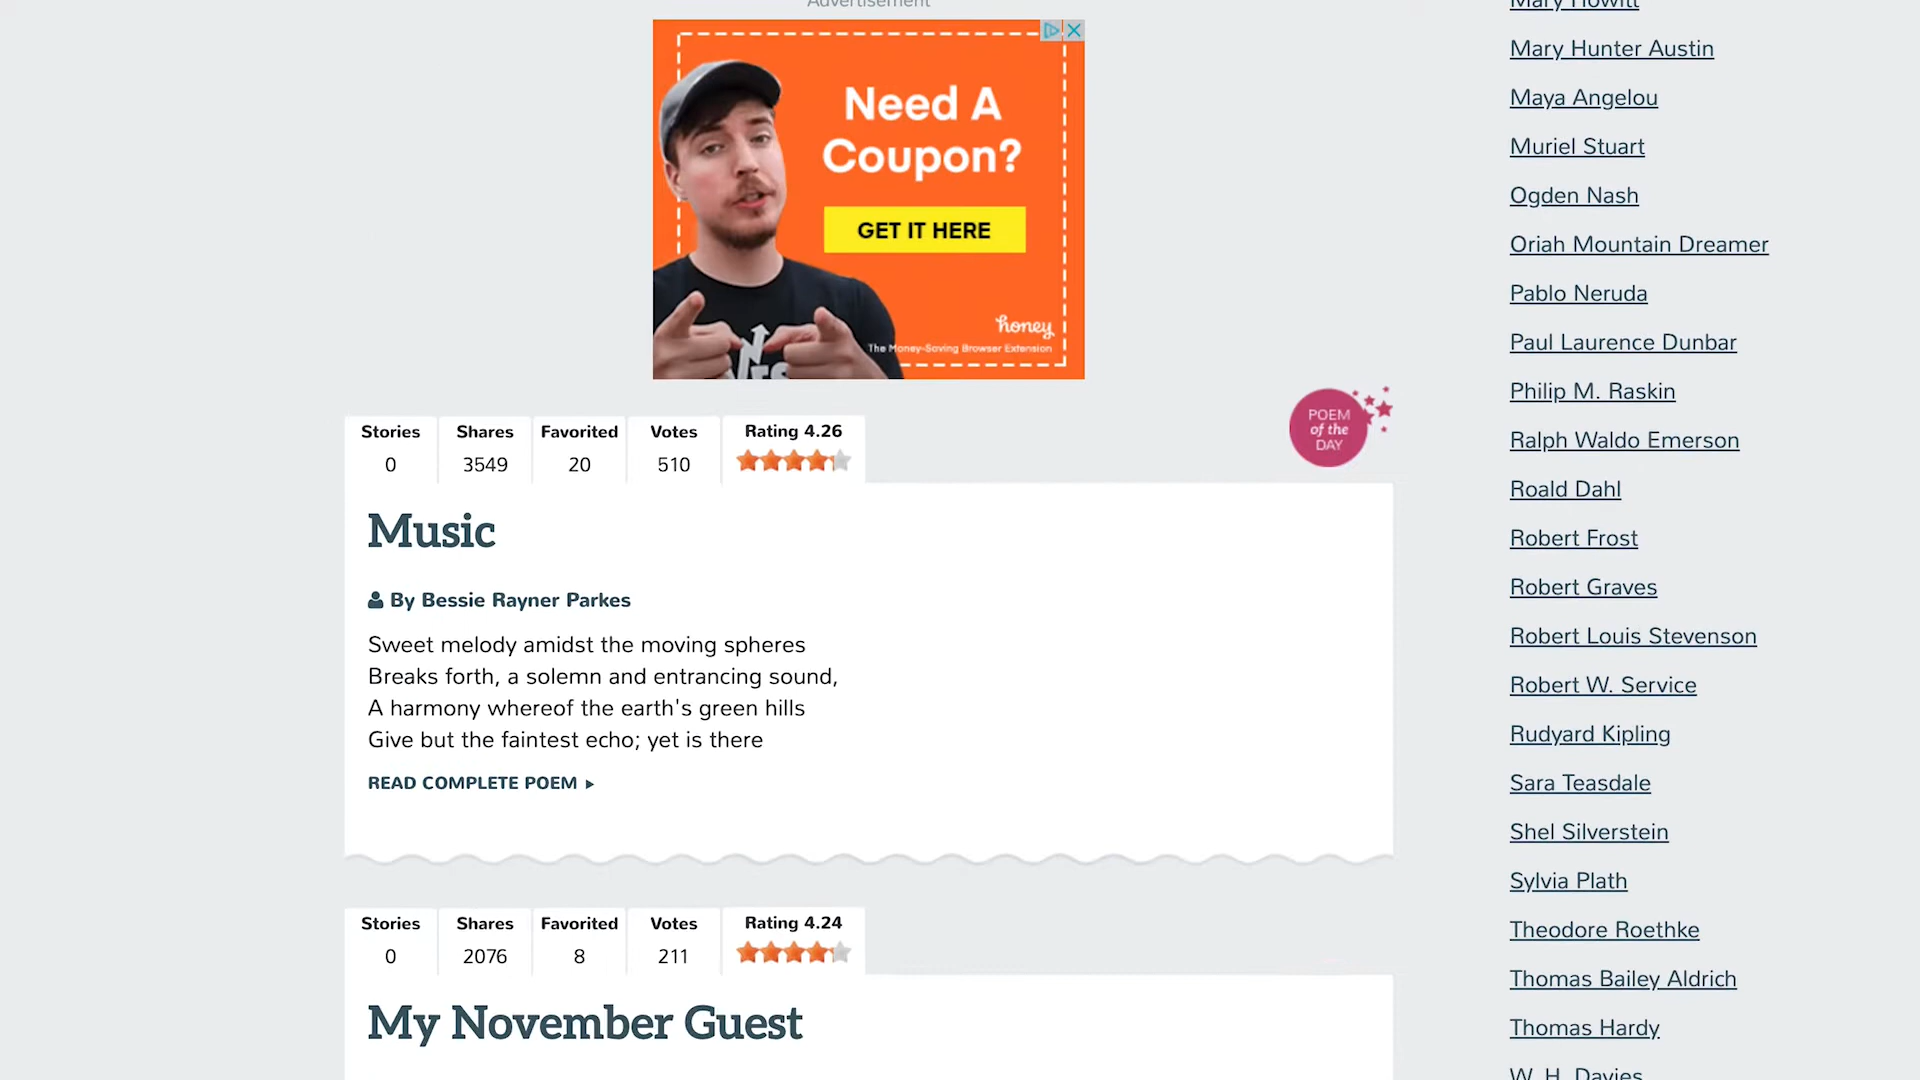 Advertisement
Need A
Coupon?
GET IT HERE
honey
The Money-Saving Browser Extension
POEM
of the
DAY
Stories Shares Favorited Votes Rating 4.26
0 3549 20 510
Music
By Bessie Rayner Parkes
Sweet melody amidst the moving spheres
Breaks forth, a solemn and entrancing sound,
A harmony whereof the earth's green hills
Give but the faintest echo; yet is there
READ COMPLETE POEM ▸
Stories Shares Favorited Votes Rating 4.24
0 2076 8 211
My November Guest
Mary Howitt
Mary Hunter Austin
Maya Angelou
Muriel Stuart
Ogden Nash
Oriah Mountain Dreamer
Pablo Neruda
Paul Laurence Dunbar
Philip M. Raskin
Ralph Waldo Emerson
Roald Dahl
Robert Frost
Robert Graves
Robert Louis Stevenson
Robert W. Service
Rudyard Kipling
Sara Teasdale
Shel Silverstein
Sylvia Plath
Theodore Roethke
Thomas Bailey Aldrich
Thomas Hardy
W. H. Davies